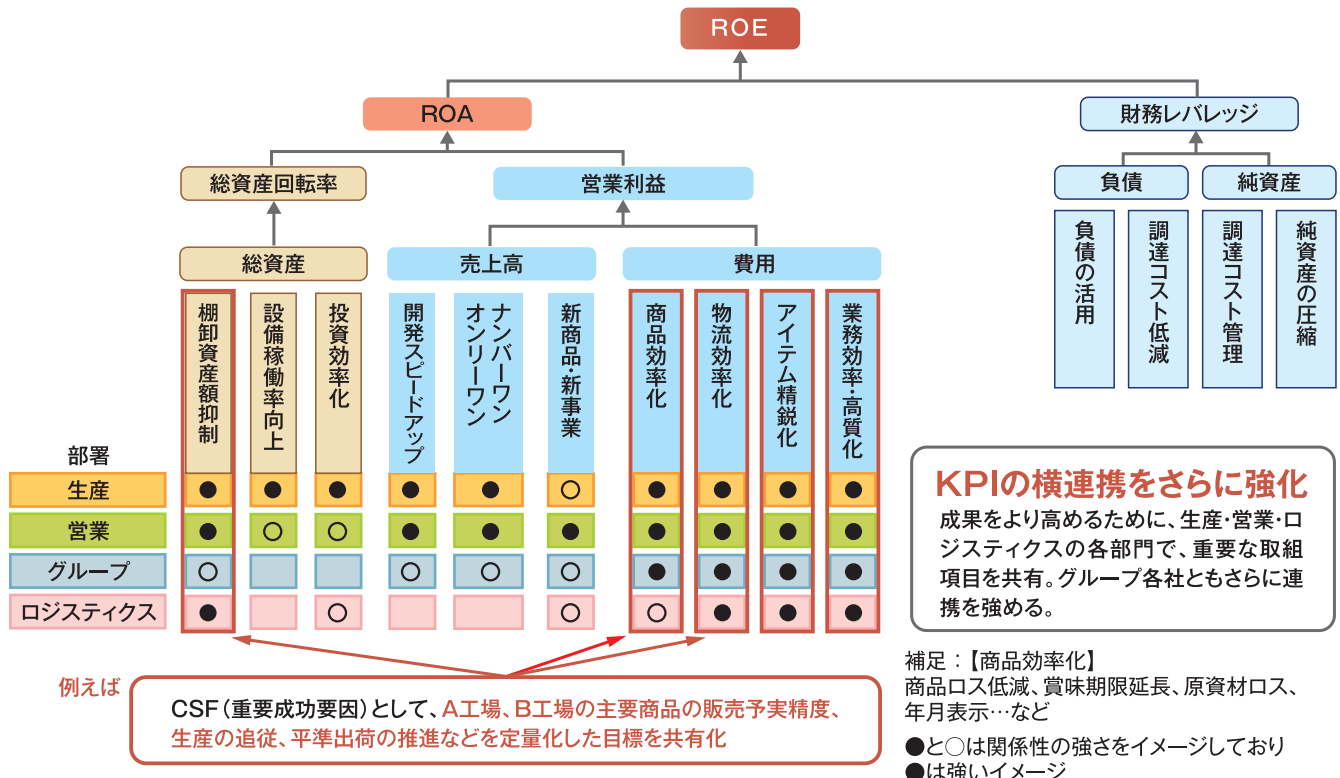 ROE
ROA
財務レバレッジ
総資産回転率
営業利益
負債
純資産
総資産
売上高
費用
負債の活用
調達コスト低減
調達コスト管理
純資産の圧縮
棚卸資産額抑制
設備稼働率向上
投資効率化
開発スピードアップ
ナンバーワン
オンリーワン
新商品・新事業
商品効率化
物流効率化
アイテム精鋭化
業務効率・高質化
部署
生産 ● ● ● ● ● ○ ● ● ● ●
営業 ● ○ ○ ● ● ● ● ● ● ●
グループ ○ ○ ○ ○ ● ● ● ●
ロジスティクス ● ○ ○ ○ ● ● ●
KPIの横連携をさらに強化
成果をより高めるために、生産・営業・ロ
ジスティクスの各部門で、重要な取組
項目を共有。グループ各社ともさらに連
携を強める。
例えば
CSF（重要成功要因）として、A工場、B工場の主要商品の販売予実精度、
生産の追従、平準出荷の推進などを定量化した目標を共有化
補足：【商品効率化】
商品ロス低減、賞味期限延長、原資材ロス、
年月表示…など
●と○は関係性の強さをイメージしており
●は強いイメージ